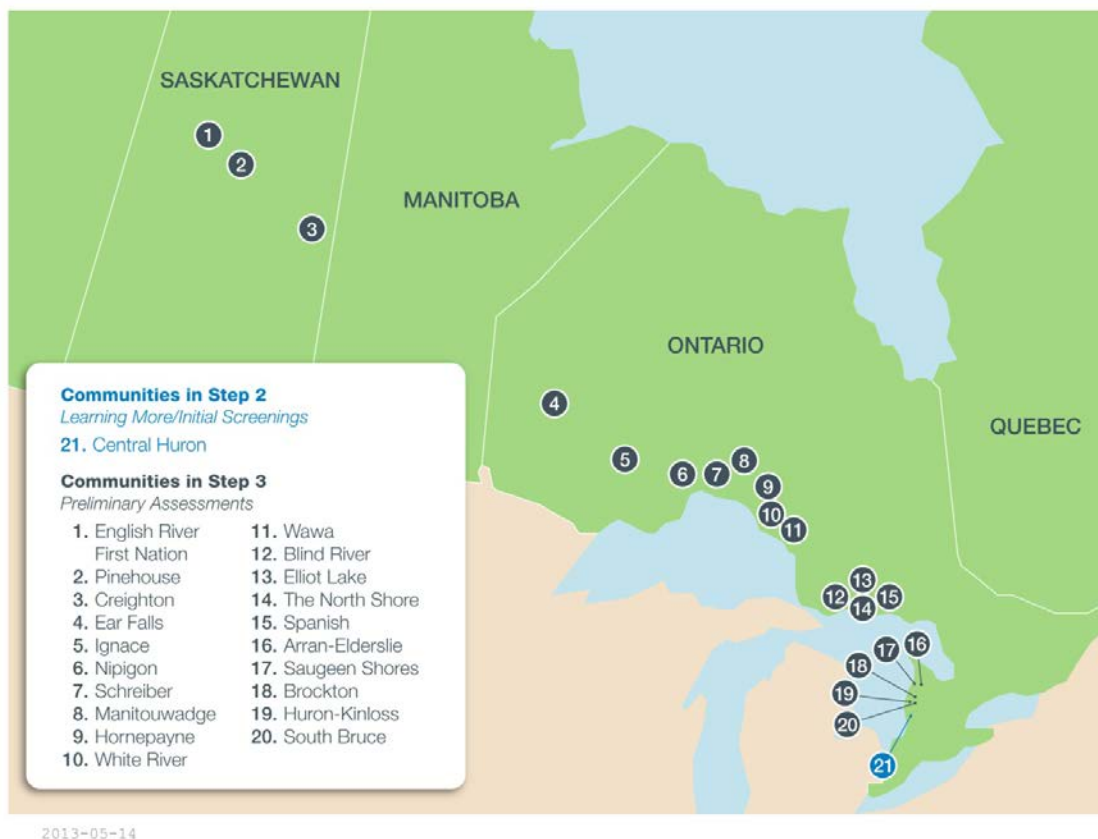 SASKATCHEWAN
1
2
3
MANITOBA
ONTARIO
QUEBEC
4
5
6
7
8
9
10
11
12
13
14
15
16
17
18
19
20
21
Communities in Step 2
Learning More/Initial Screenings
21. Central Huron
Communities in Step 3
Preliminary Assessments
1. English River
First Nation
2. Pinehouse
3. Creighton
4. Ear Falls
5. Ignace
6. Nipigon
7. Schreiber
8. Manitouwadge
9. Hornepayne
10. White River
11. Wawa
12. Blind River
13. Elliot Lake
14. The North Shore
15. Spanish
16. Arran-Elderslie
17. Saugeen Shores
18. Brockton
19. Huron-Kinloss
20. South Bruce
2013-05-14